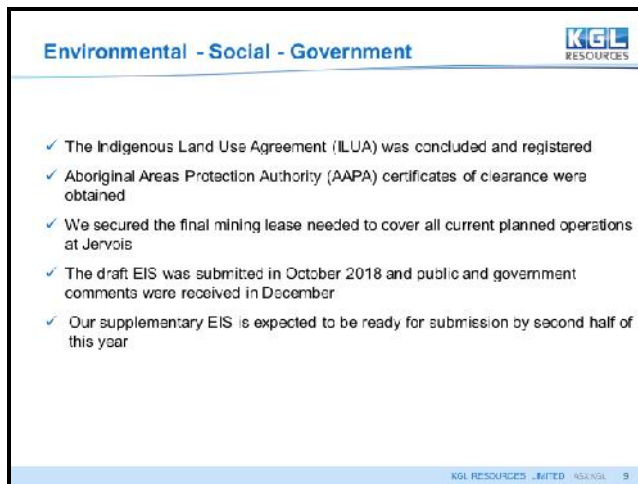 Environmental - Social - Government
KGL
RESOURCES
✓ The Indigenous Land Use Agreement (ILUA) was concluded and registered
✓ Aboriginal Areas Protection Authority (AAPA) certificates of clearance were
obtained
✓ We secured the final mining lease needed to cover all current planned operations
at Jervois
✓ The draft EIS was submitted in October 2018 and public and government
comments were received in December
✓ Our supplementary EIS is expected to be ready for submission by second half of
this year
KGL RESOURCES LIMITED ASX:KGL 9